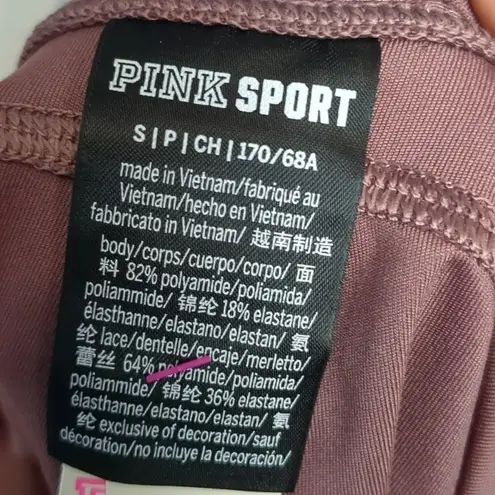 PINK SPORT
S | P | CH | 170/68A
made in Vietnam/fabriqué au
Vietnam/hecho en Vietnam/
fabbricato in Vietnam/ 越南制造
body/corps/cuerpo/corpo/ 面
料 82% polyamide/poliamida/
poliammide/ 锦纶 18% elastane/
élasthanne/elastano/elastan/ 氨
纶 lace/dentelle/encaje/merletto/
蕾丝 64% polyamide/poliamida/
poliammide/ 锦纶 36% elastane/
élasthanne/elastano/elastan/ 氨
纶 exclusive of decoration/sauf
décoration/no incluye la decoración/